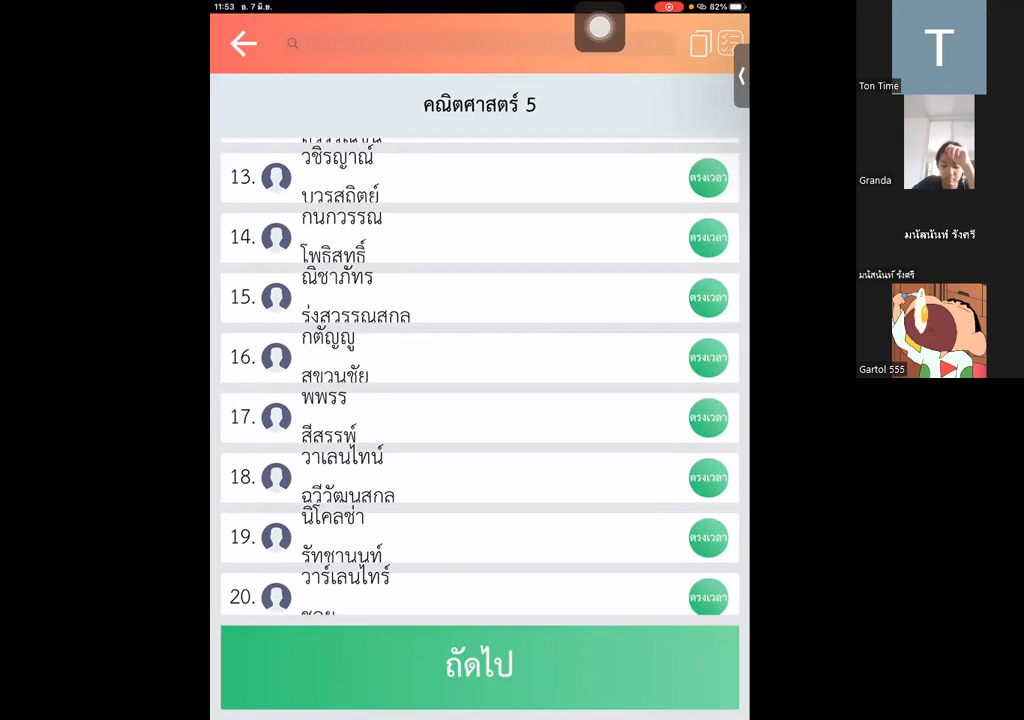 11:53 อ. 7 มิ.ย.
82%
คณิตศาสตร์ 5
13. วชิรญาณ์
บวรสถิตย์
ตรงเวลา
14. กนกวรรณ
โพธิสุทธิ์
ตรงเวลา
15. ณิชาภัทร
รุ่งสุวรรณสกุล
ตรงเวลา
16. กตัญญู
สุขวนชัย
ตรงเวลา
17. พีพรร
สีสรรพ์
ตรงเวลา
18. วาเลนไทน์
ฉวีวัฒนสกุล
ตรงเวลา
19. นิโคลช่า
รัทชานนท์
ตรงเวลา
20. วาร์เลนไทร์
ตรงเวลา
ถัดไป
T
Ton Time
Granda
มนัสนันท์ รังศรี
มนัสนันท์ รังศรี
Gartol 555